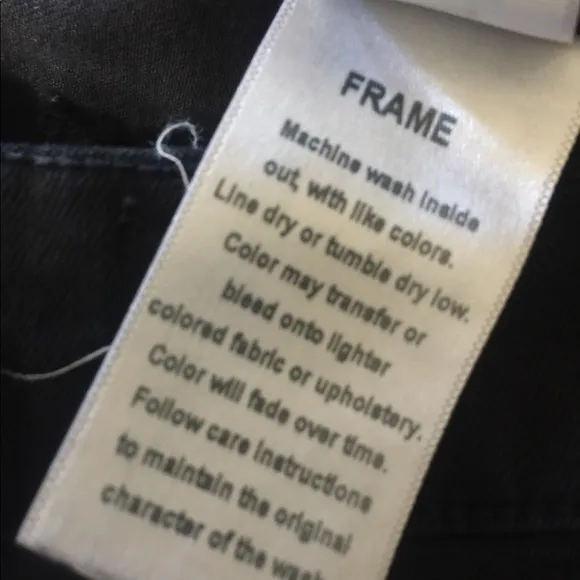 FRAME
Machine wash inside
out, with like colors.
Line dry or tumble dry low.
Color may transfer or
bleed onto lighter
colored fabric or upholstery.
Color will fade over time.
Follow care instructions
to maintain the original
character of the wash